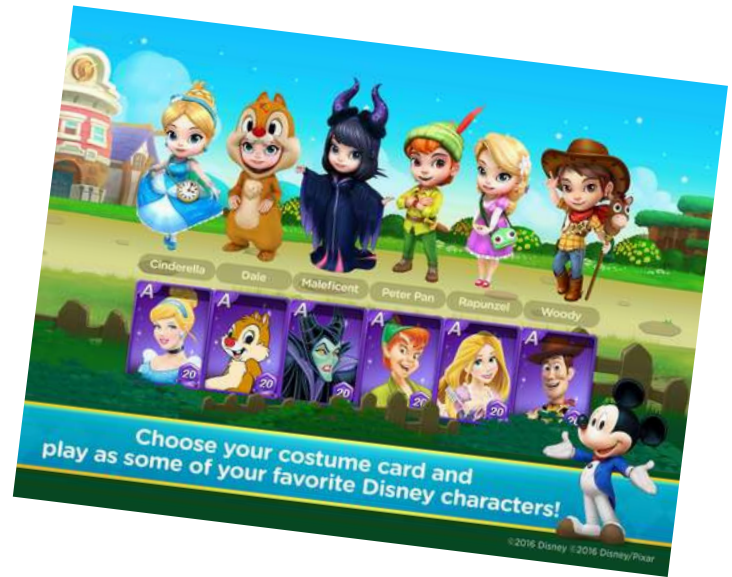 Cinderella Dale Maleficent Peter Pan Rapunzel Woody
A A A A A A
20 20 20 20 20 20
Choose your costume card and
play as some of your favorite Disney characters!
©2016 Disney ©2016 Disney/Pixar